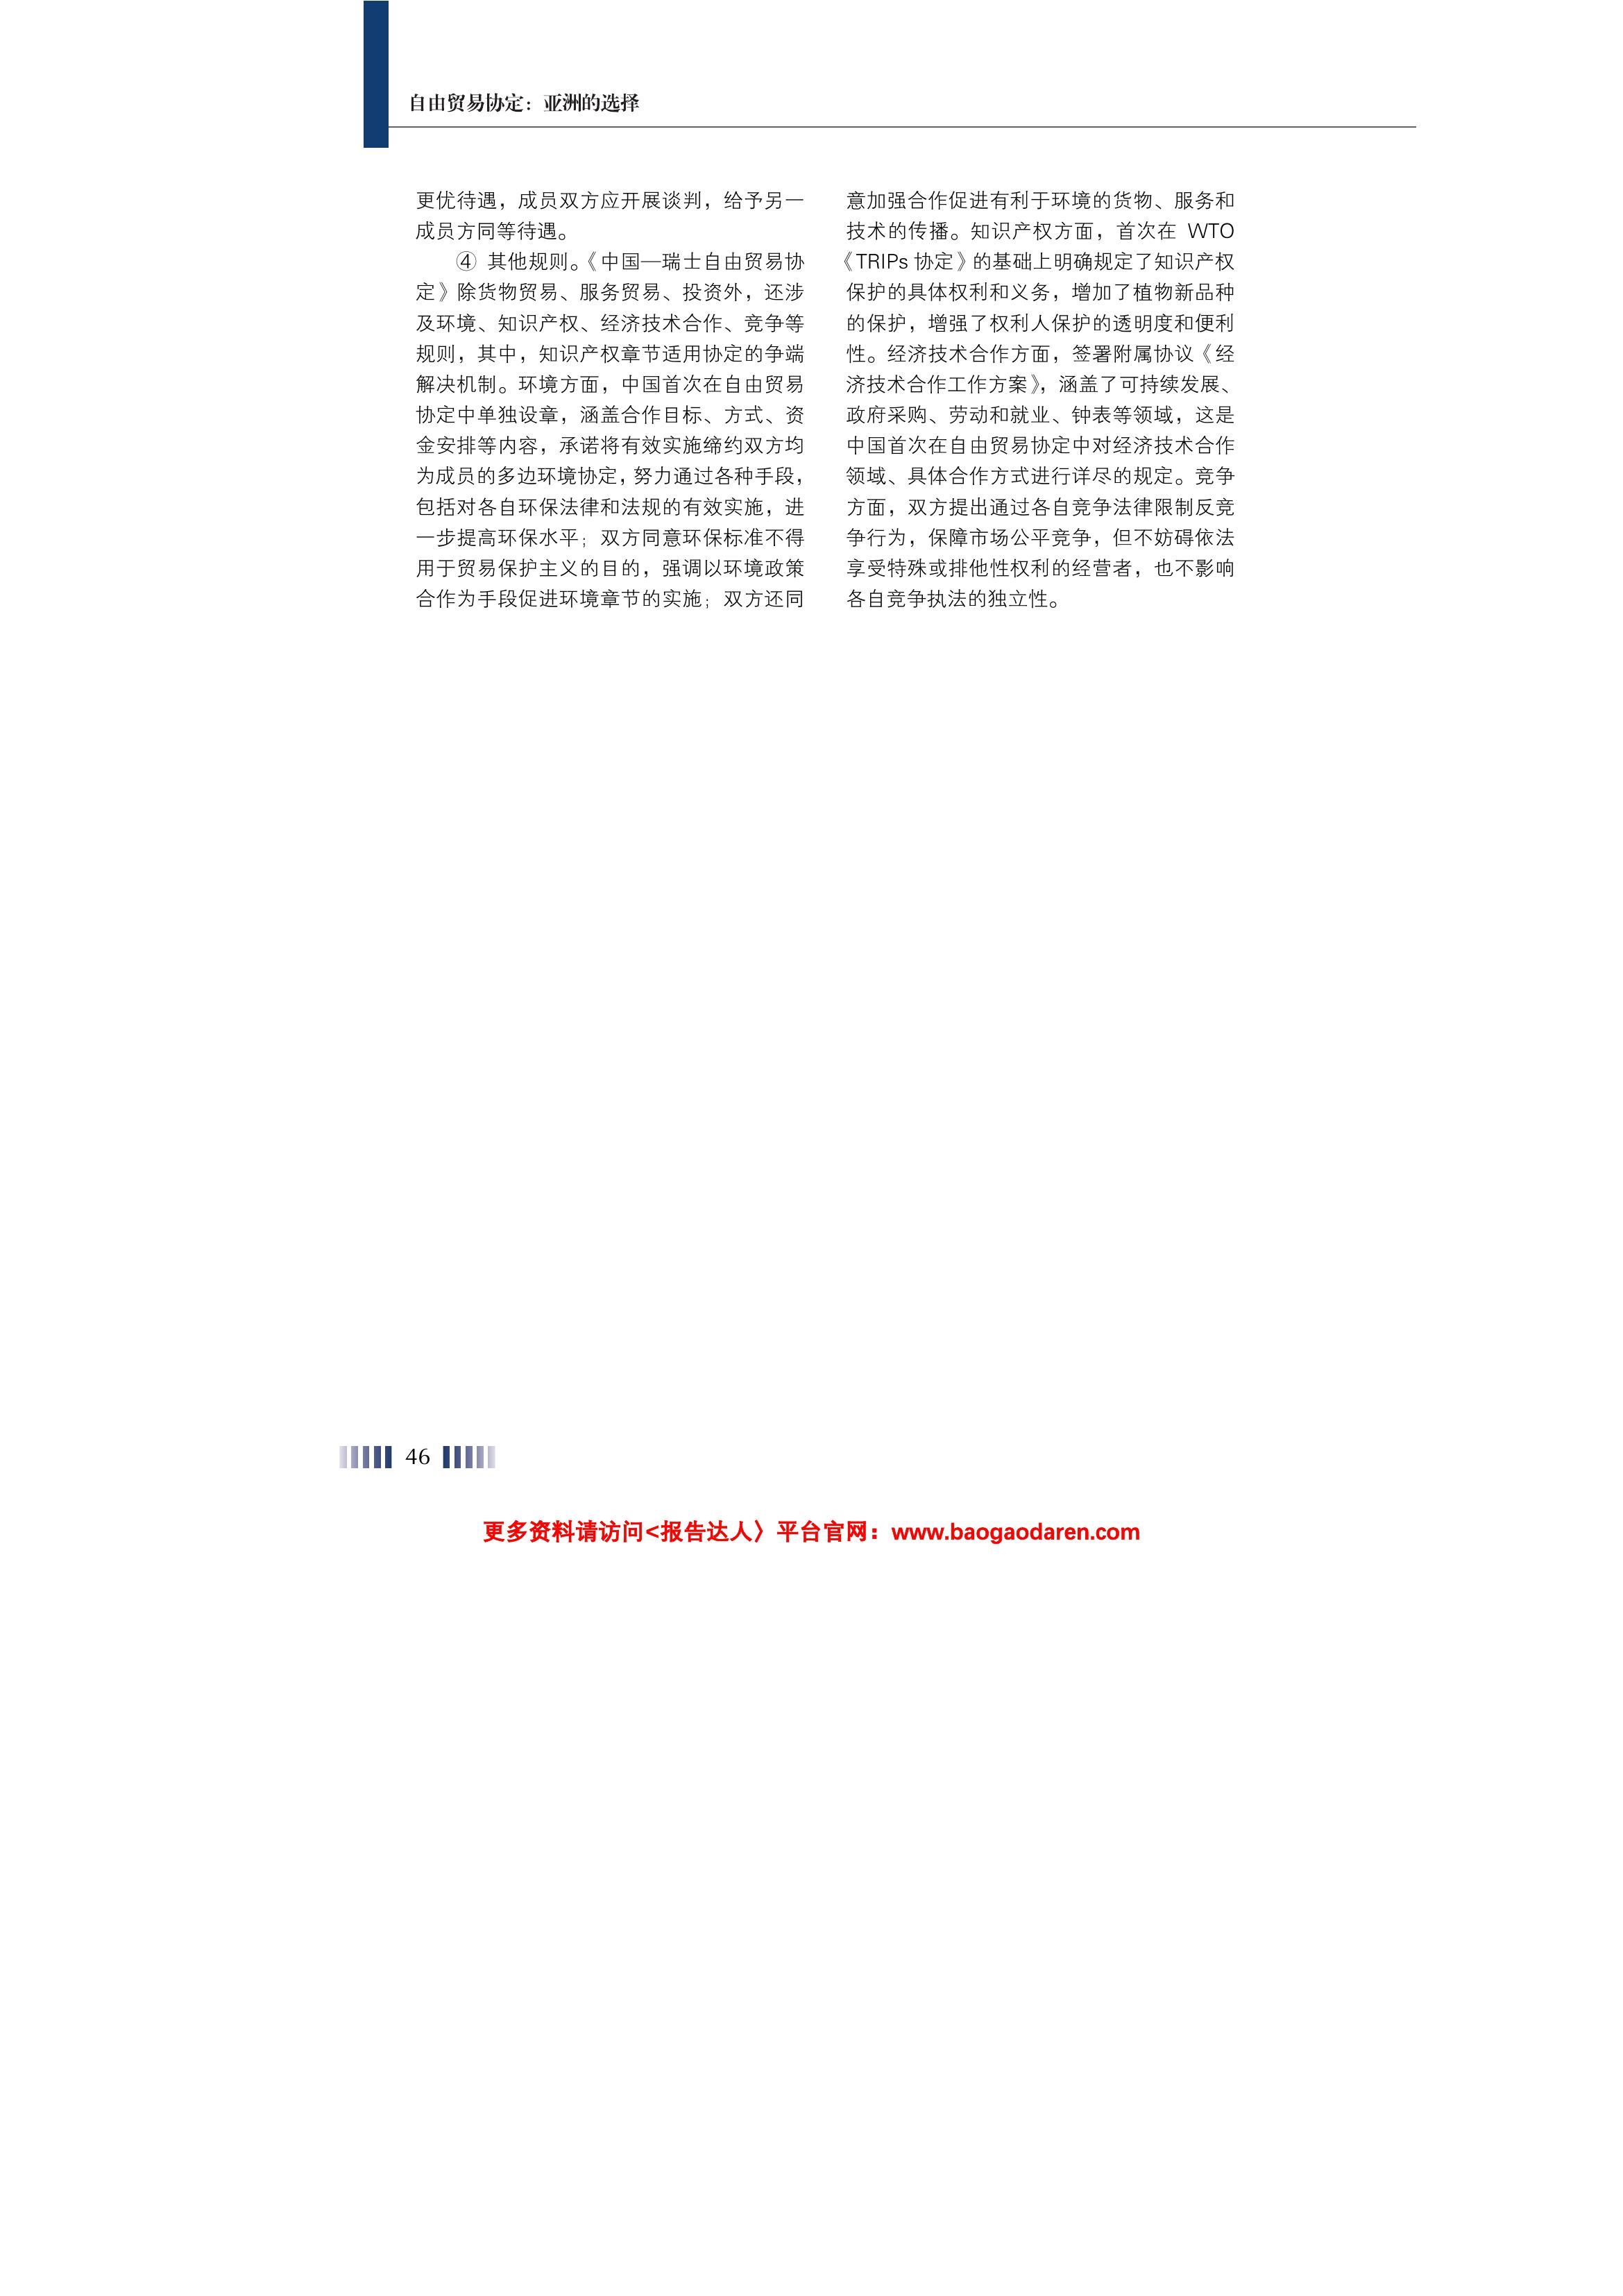 自由贸易协定：亚洲的选择
更优待遇，成员双方应开展谈判，给予另一
成员方同等待遇。
④ 其他规则。《中国—瑞士自由贸易协
定》除货物贸易、服务贸易、投资外，还涉
及环境、知识产权、经济技术合作、竞争等
规则，其中，知识产权章节适用协定的争端
解决机制。环境方面，中国首次在自由贸易
协定中单独设章，涵盖合作目标、方式、资
金安排等内容，承诺将有效实施缔约双方均
为成员的多边环境协定，努力通过各种手段，
包括对各自环保法律和法规的有效实施，进
一步提高环保水平；双方同意环保标准不得
用于贸易保护主义的目的，强调以环境政策
合作为手段促进环境章节的实施；双方还同
意加强合作促进有利于环境的货物、服务和
技术的传播。知识产权方面，首次在 WTO
《TRIPs 协定》的基础上明确规定了知识产权
保护的具体权利和义务，增加了植物新品种
的保护，增强了权利人保护的透明度和便利
性。经济技术合作方面，签署附属协议《经
济技术合作工作方案》，涵盖了可持续发展、
政府采购、劳动和就业、钟表等领域，这是
中国首次在自由贸易协定中对经济技术合作
领域、具体合作方式进行详尽的规定。竞争
方面，双方提出通过各自竞争法律限制反竞
争行为，保障市场公平竞争，但不妨碍依法
享受特殊或排他性权利的经营者，也不影响
各自竞争执法的独立性。
46
更多资料请访问<报告达人〉平台官网：www.baogaodaren.com